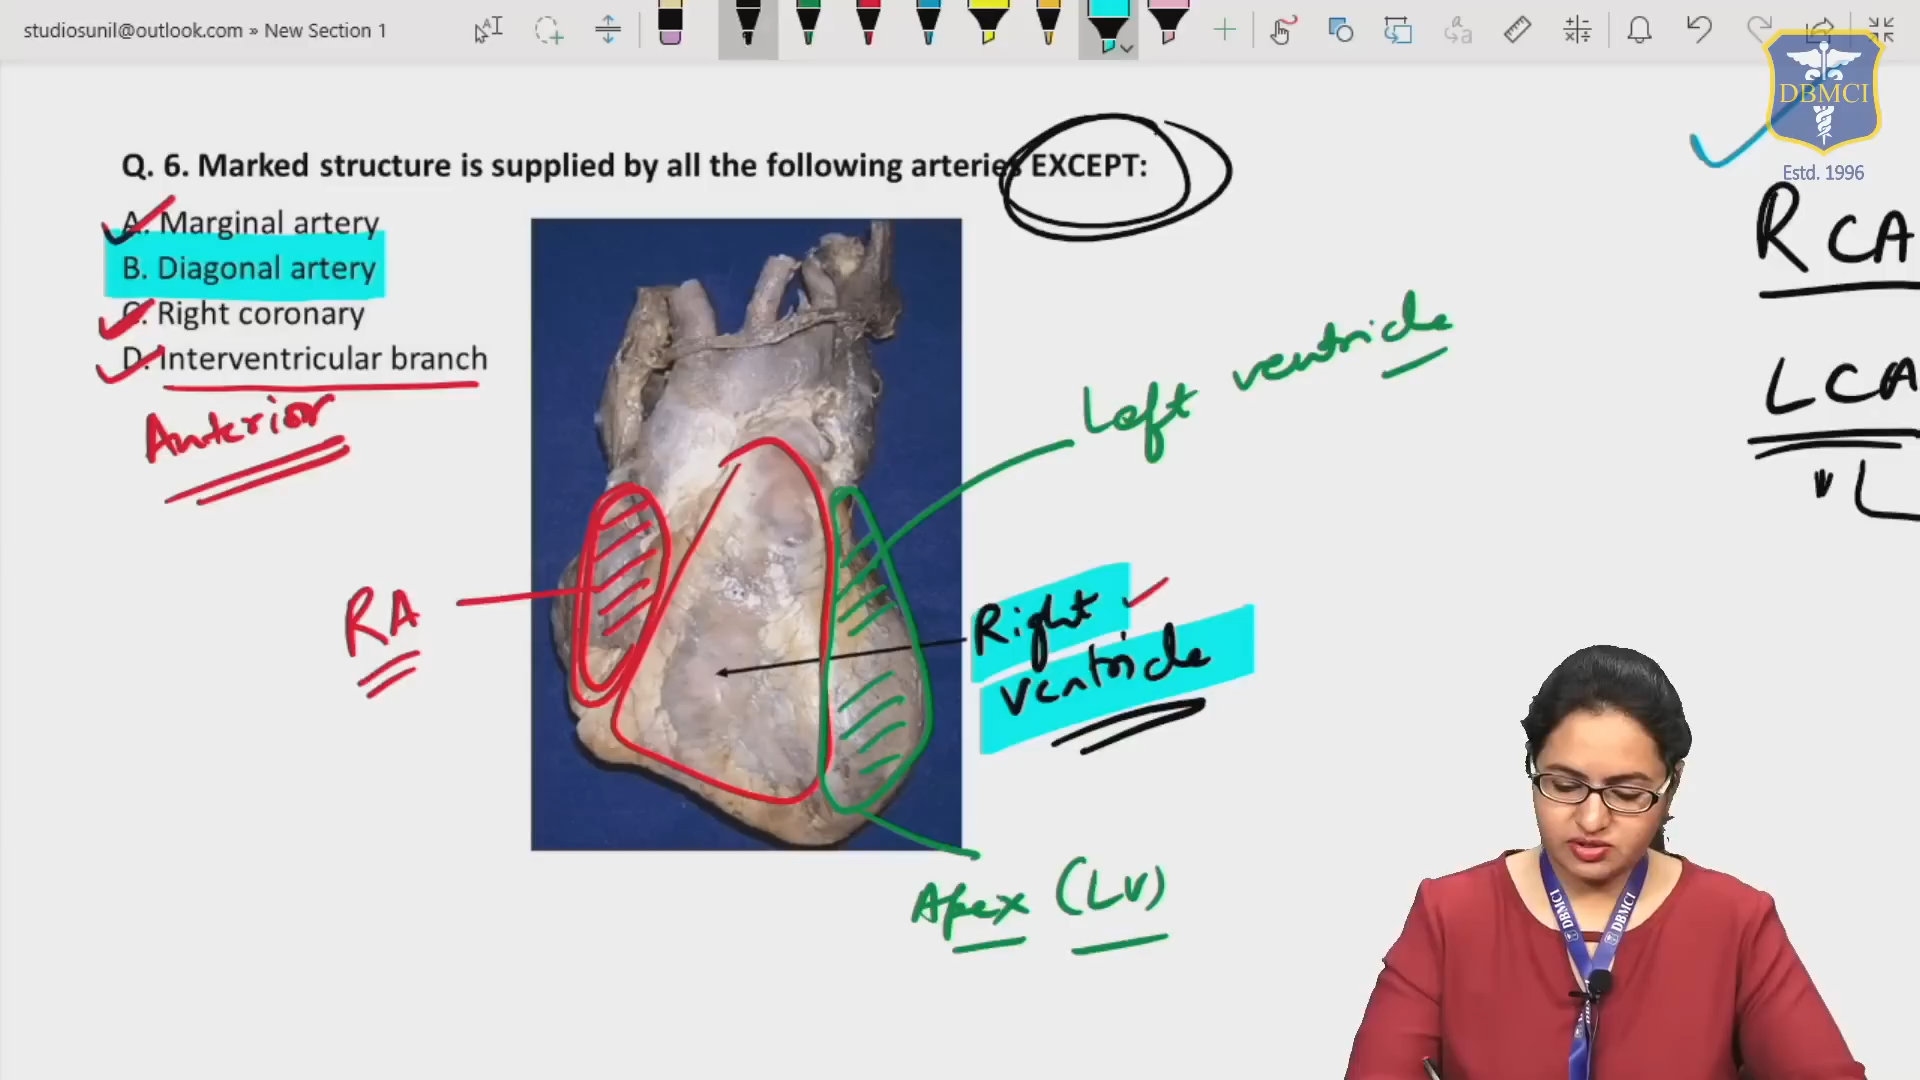 studiosunil@outlook.com » New Section 1
DBMCI
Estd. 1996
Q. 6. Marked structure is supplied by all the following arteries EXCEPT:
A. Marginal artery
B. Diagonal artery
C. Right coronary
D. Interventricular branch
Anterior
RCA
LCA
Left ventricle
RA
Right
ventricle
Apex (LV)
DBMCI
DBMCI